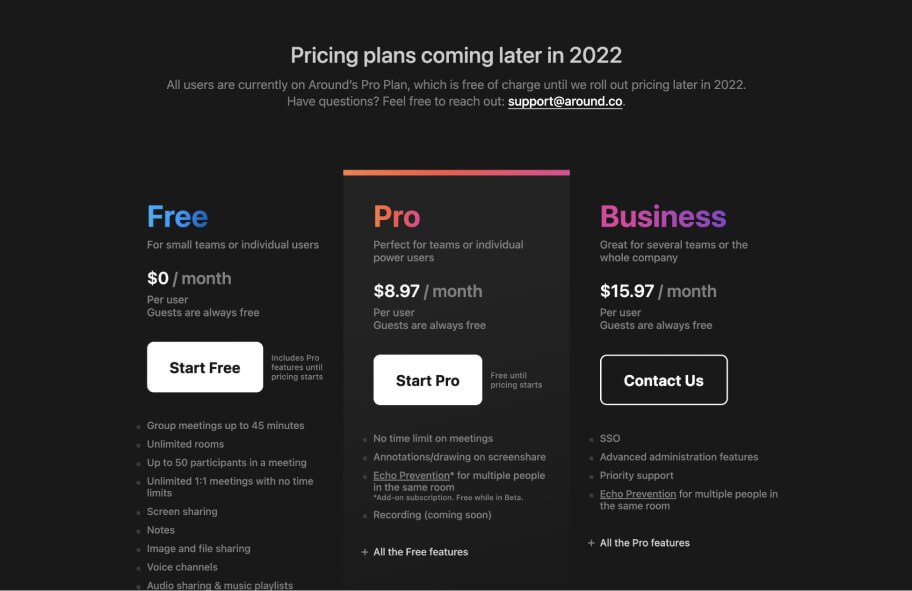 Pricing plans coming later in 2022
All users are currently on Around's Pro Plan, which is free of charge until we roll out pricing later in 2022.
Have questions? Feel free to reach out: support@around.co.
Free
For small teams or individual users
$0 / month
Per user
Guests are always free
Start Free
Includes Pro
features until
pricing starts
Group meetings up to 45 minutes
Unlimited rooms
Up to 50 participants in a meeting
Unlimited 1:1 meetings with no time
limits
Screen sharing
Notes
Image and file sharing
Voice channels
Audio sharing & music playlists
Pro
Perfect for teams or individual
power users
$8.97 / month
Per user
Guests are always free
Start Pro
Free until
pricing starts
No time limit on meetings
Annotations/drawing on screenshare
Echo Prevention* for multiple people
in the same room
*Add-on subscription. Free while in Beta.
Recording (coming soon)
+ All the Free features
Business
Great for several teams or the
whole company
$15.97 / month
Per user
Guests are always free
Contact Us
SSO
Advanced administration features
Priority support
Echo Prevention for multiple people in
the same room
+ All the Pro features